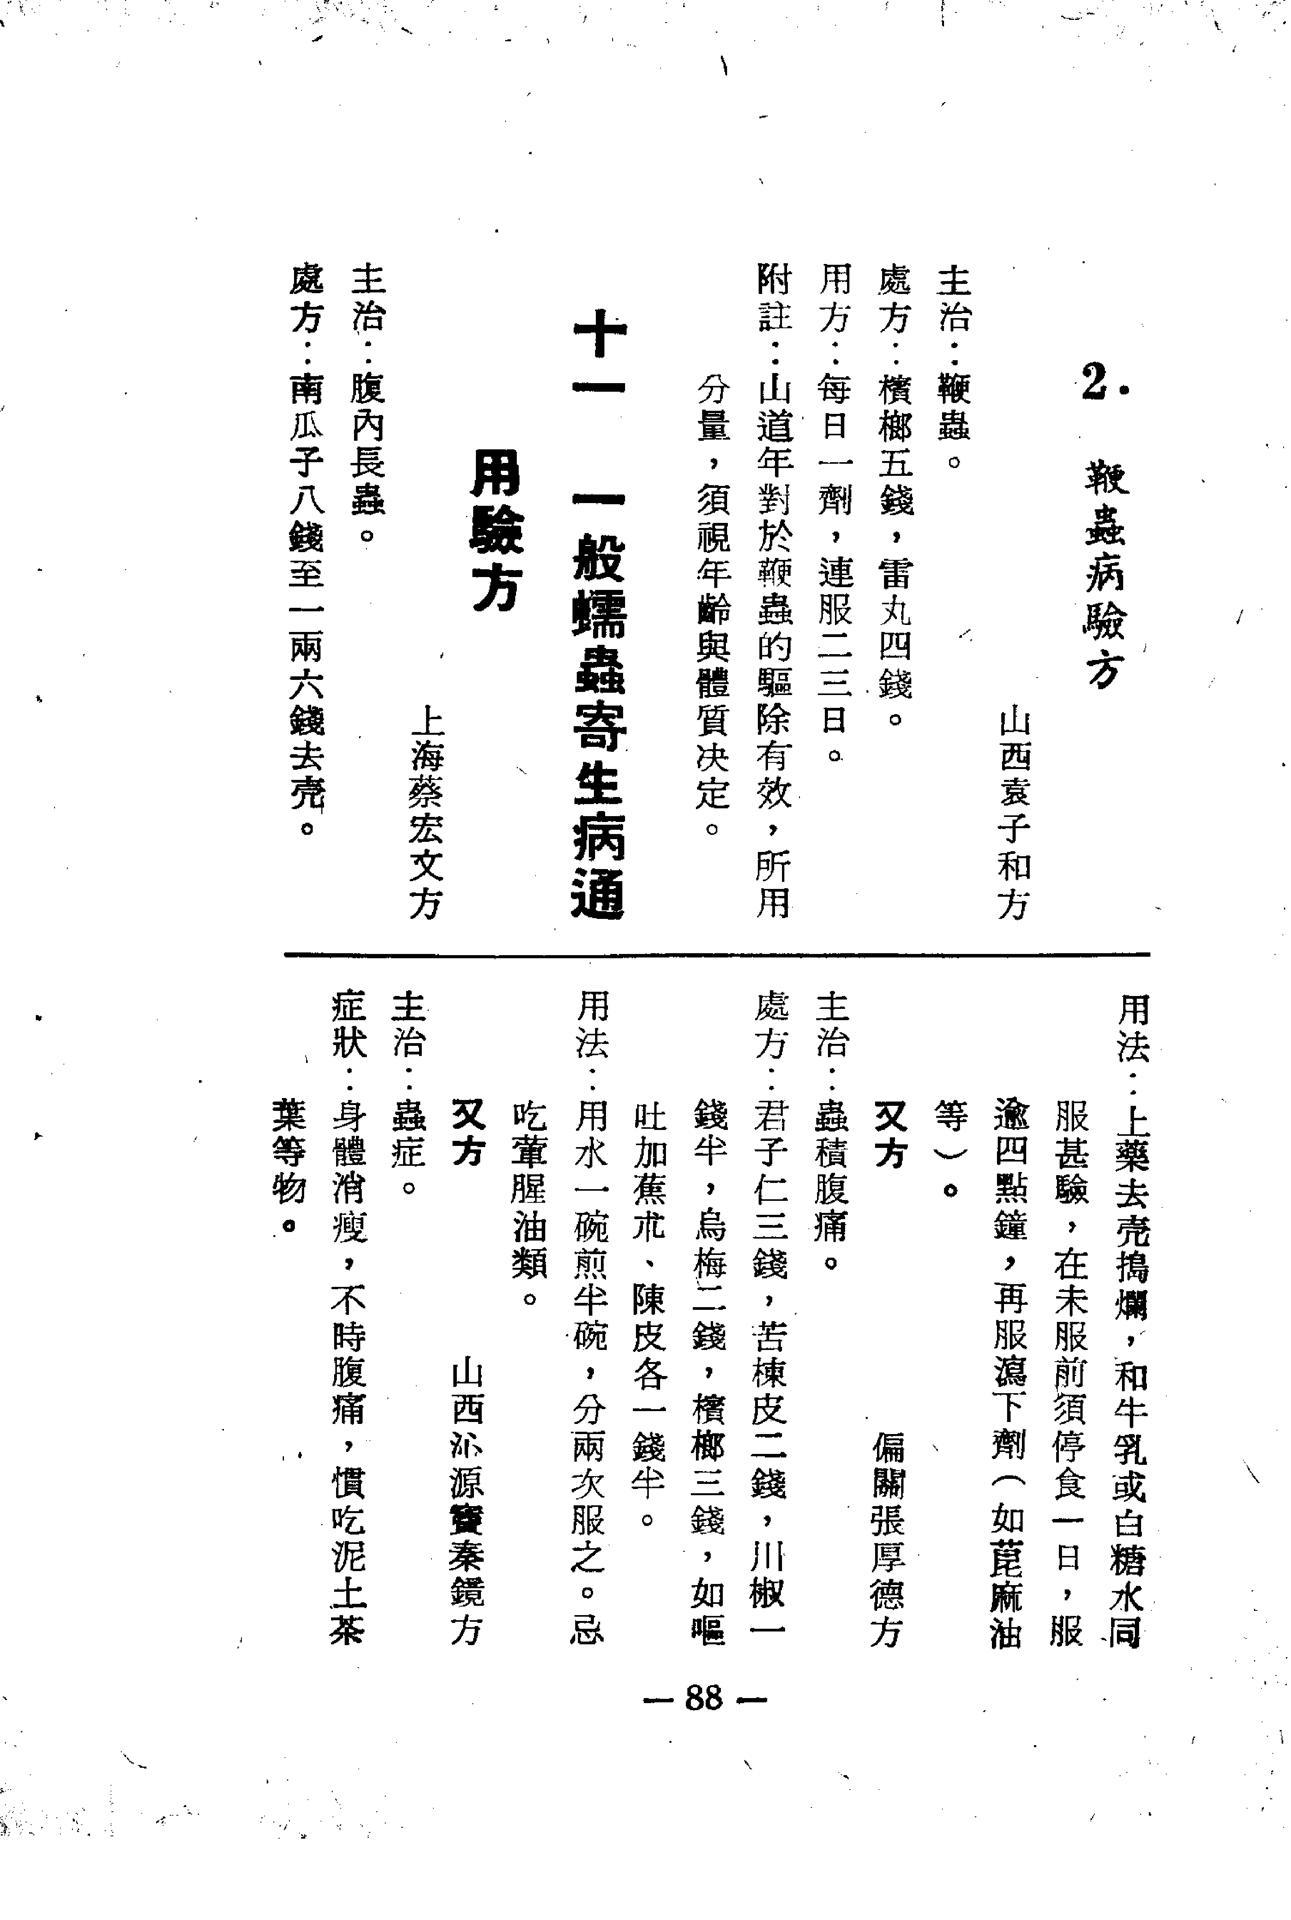 2. 鞭蟲病驗方
山西袁子和方
主治：鞭蟲。
處方：檳榔五錢，雷丸四錢。
用方：每日一劑，連服二三日。
附註：山道年對於鞭蟲的驅除有效，所用
分量，須視年齡與體質決定。
十一 一般蠕蟲寄生病通
用驗方
上海蔡宏文方
主治：腹內長蟲。
處方：南瓜子八錢至一兩六錢去壳。
用法：上藥去壳搗爛，和牛乳或白糖水同
服甚驗，在未服前須停食一日，服
逾四點鐘，再服瀉下劑（如萞麻油
等）。
又方
偏關張厚德方
主治：蟲積腹痛。
處方：君子仁三錢，苦楝皮二錢，川椒一
錢半，烏梅二錢，檳榔三錢，如嘔
吐加蕉朮、陳皮各一錢半。
用法：用水一碗煎半碗，分兩次服之。忌
吃葷腥油類。
又方
山西沁源竇秦鏡方
主治：蟲症。
症狀：身體消瘦，不時腹痛，慣吃泥土茶
葉等物。
— 88 —